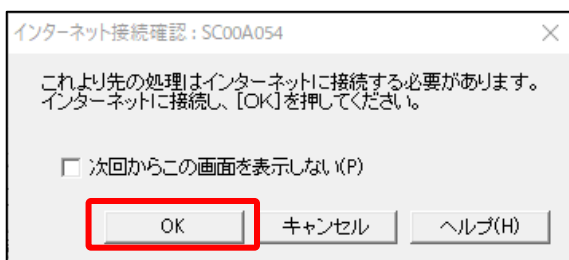 インターネット接続確認：SC00A054
これより先の処理はインターネットに接続する必要があります。
インターネットに接続し、[OK]を押してください。
次回からこの画面を表示しない(P)
OK
キャンセル
ヘルプ(H)